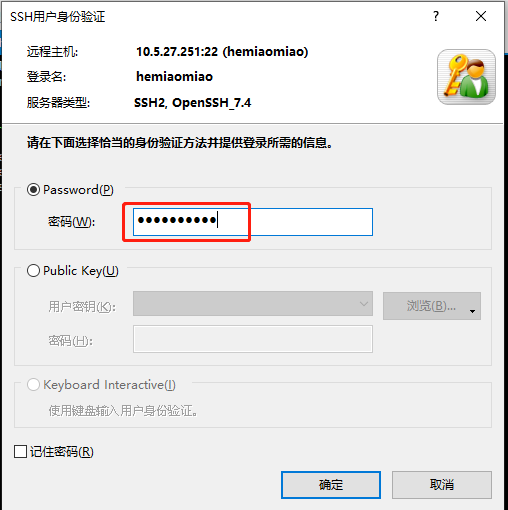 SSH用户身份验证
远程主机: 10.5.27.251:22 (hemiaomiao)
登录名: hemiaomiao
服务器类型: SSH2, OpenSSH_7.4
请在下面选择恰当的身份验证方法并提供登录所需的信息。
Password(P)
密码(W): ●●●●●●●●●●
Public Key(U)
用户密钥(K): 浏览(B)...
密码(H):
Keyboard Interactive(I)
使用键盘输入用户身份验证。
记住密码(R)
确定 取消